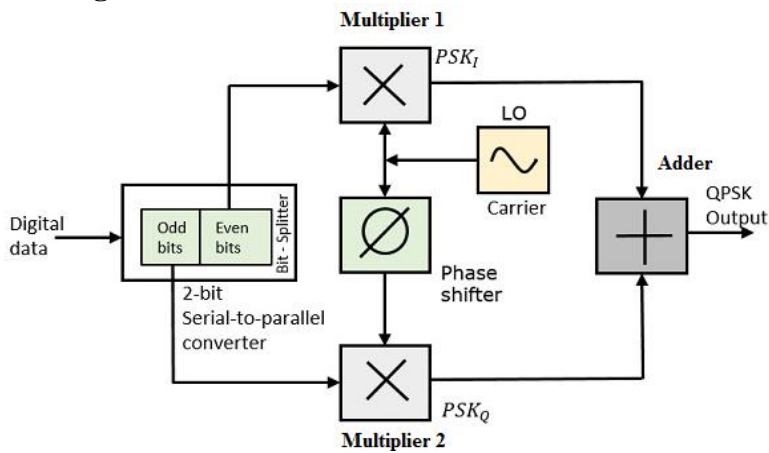 Multiplier 1
PSK_I
LO
Carrier
Adder
QPSK
Output
Digital
data
Odd
bits
Even
bits
Bit - Splitter
2-bit
Serial-to-parallel
converter
Phase
shifter
PSK_Q
Multiplier 2